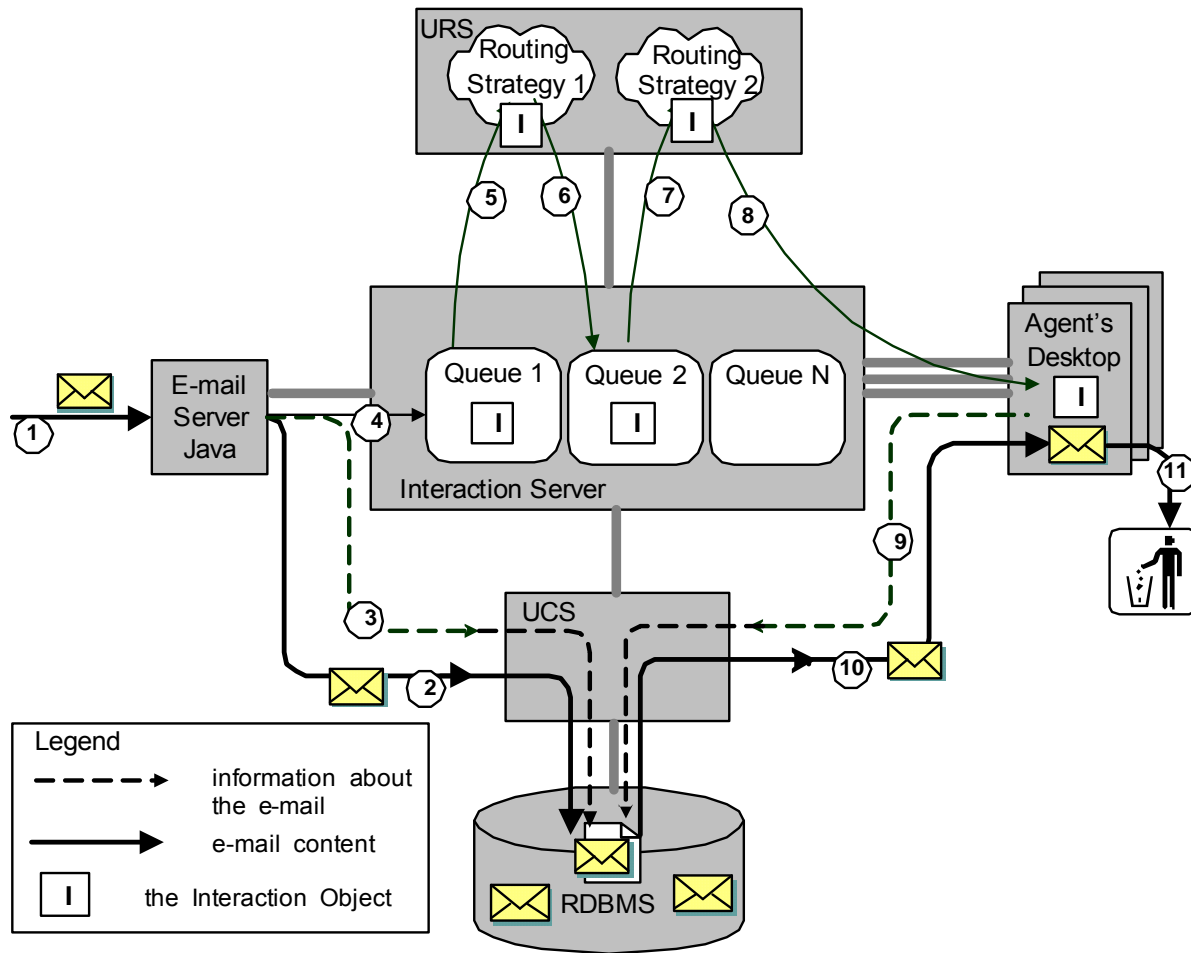 URS
Routing
Strategy 1
I
Routing
Strategy 2
I
5
6
7
8
Agent's
Desktop
I
E-mail
Server
Java
1
4
Queue 1
I
Queue 2
I
Queue N
Interaction Server
11
9
3
UCS
2
10
Legend
information about
the e-mail
e-mail content
I
the Interaction Object
RDBMS